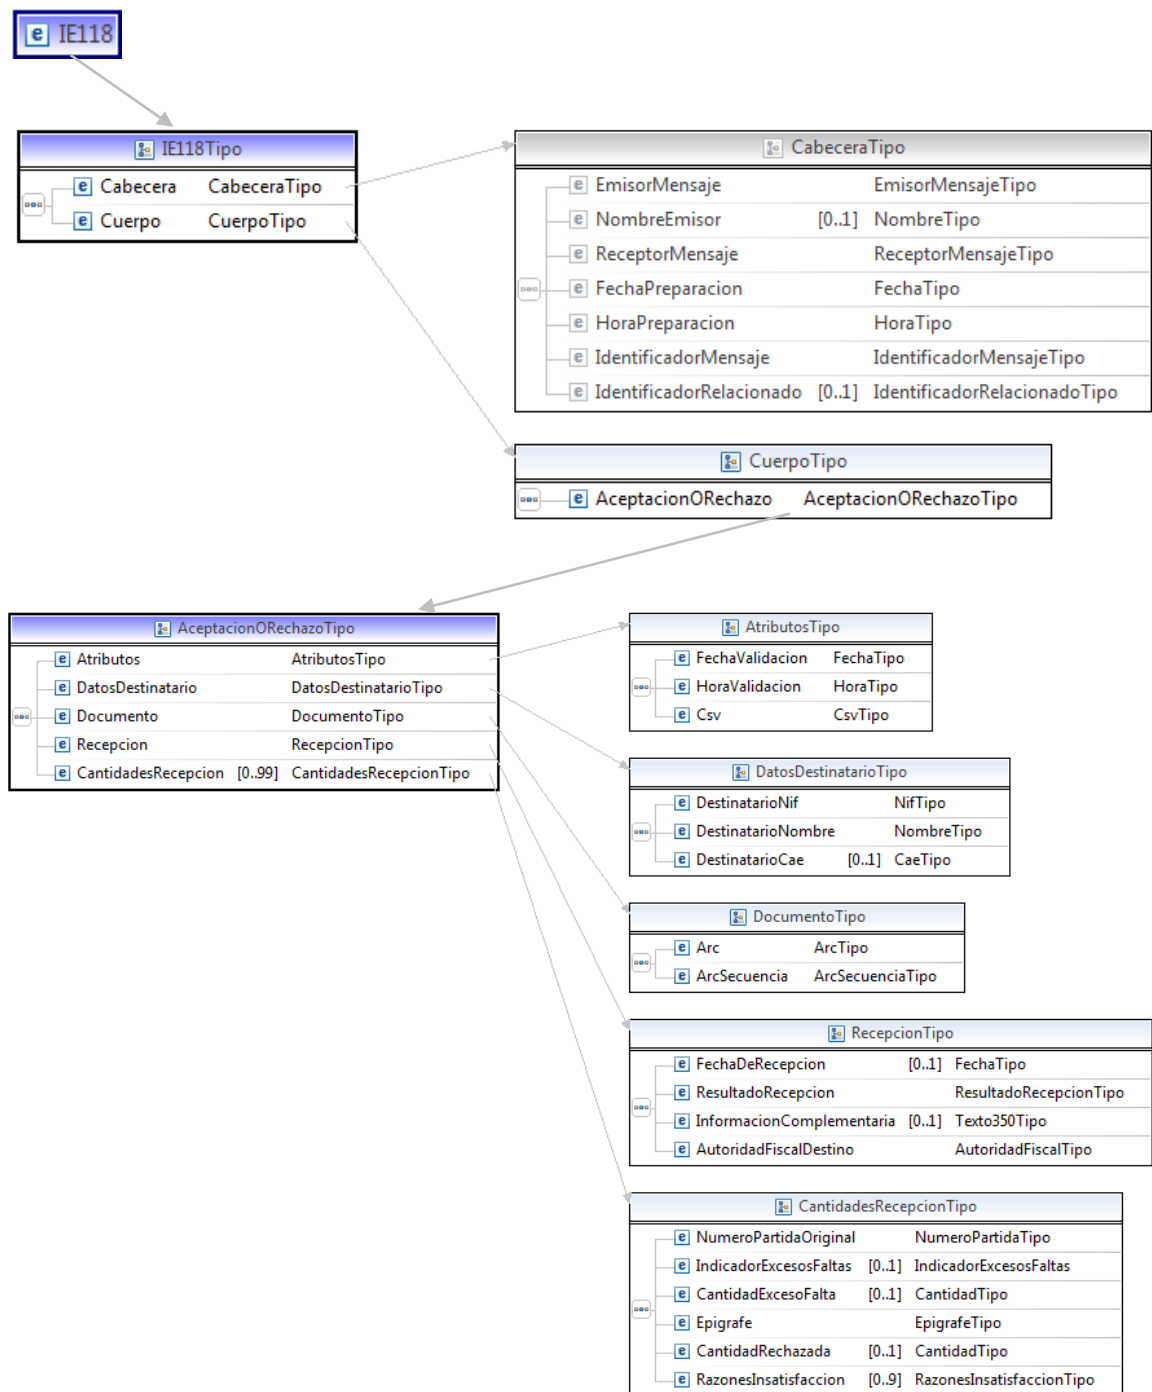 IE118
IE118Tipo
Cabecera CabeceraTipo
Cuerpo CuerpoTipo
CabeceraTipo
EmisorMensaje EmisorMensajeTipo
NombreEmisor [0..1] NombreTipo
ReceptorMensaje ReceptorMensajeTipo
FechaPreparacion FechaTipo
HoraPreparacion HoraTipo
IdentificadorMensaje IdentificadorMensajeTipo
IdentificadorRelacionado [0..1] IdentificadorRelacionadoTipo
CuerpoTipo
AceptacionORechazo AceptacionORechazoTipo
AceptacionORechazoTipo
Atributos AtributosTipo
DatosDestinatario DatosDestinatarioTipo
Documento DocumentoTipo
Recepcion RecepcionTipo
CantidadesRecepcion [0..99] CantidadesRecepcionTipo
AtributosTipo
FechaValidacion FechaTipo
HoraValidacion HoraTipo
Csv CsvTipo
DatosDestinatarioTipo
DestinatarioNif NifTipo
DestinatarioNombre NombreTipo
DestinatarioCae [0..1] CaeTipo
DocumentoTipo
Arc ArcTipo
ArcSecuencia ArcSecuenciaTipo
RecepcionTipo
FechaDeRecepcion [0..1] FechaTipo
ResultadoRecepcion ResultadoRecepcionTipo
InformacionComplementaria [0..1] Texto350Tipo
AutoridadFiscalDestino AutoridadFiscalTipo
CantidadesRecepcionTipo
NumeroPartidaOriginal NumeroPartidaTipo
IndicadorExcesosFaltas [0..1] IndicadorExcesosFaltas
CantidadExcesoFalta [0..1] CantidadTipo
Epigrafe EpigrafeTipo
CantidadRechazada [0..1] CantidadTipo
RazonesInsatisfaccion [0..9] RazonesInsatisfaccionTipo